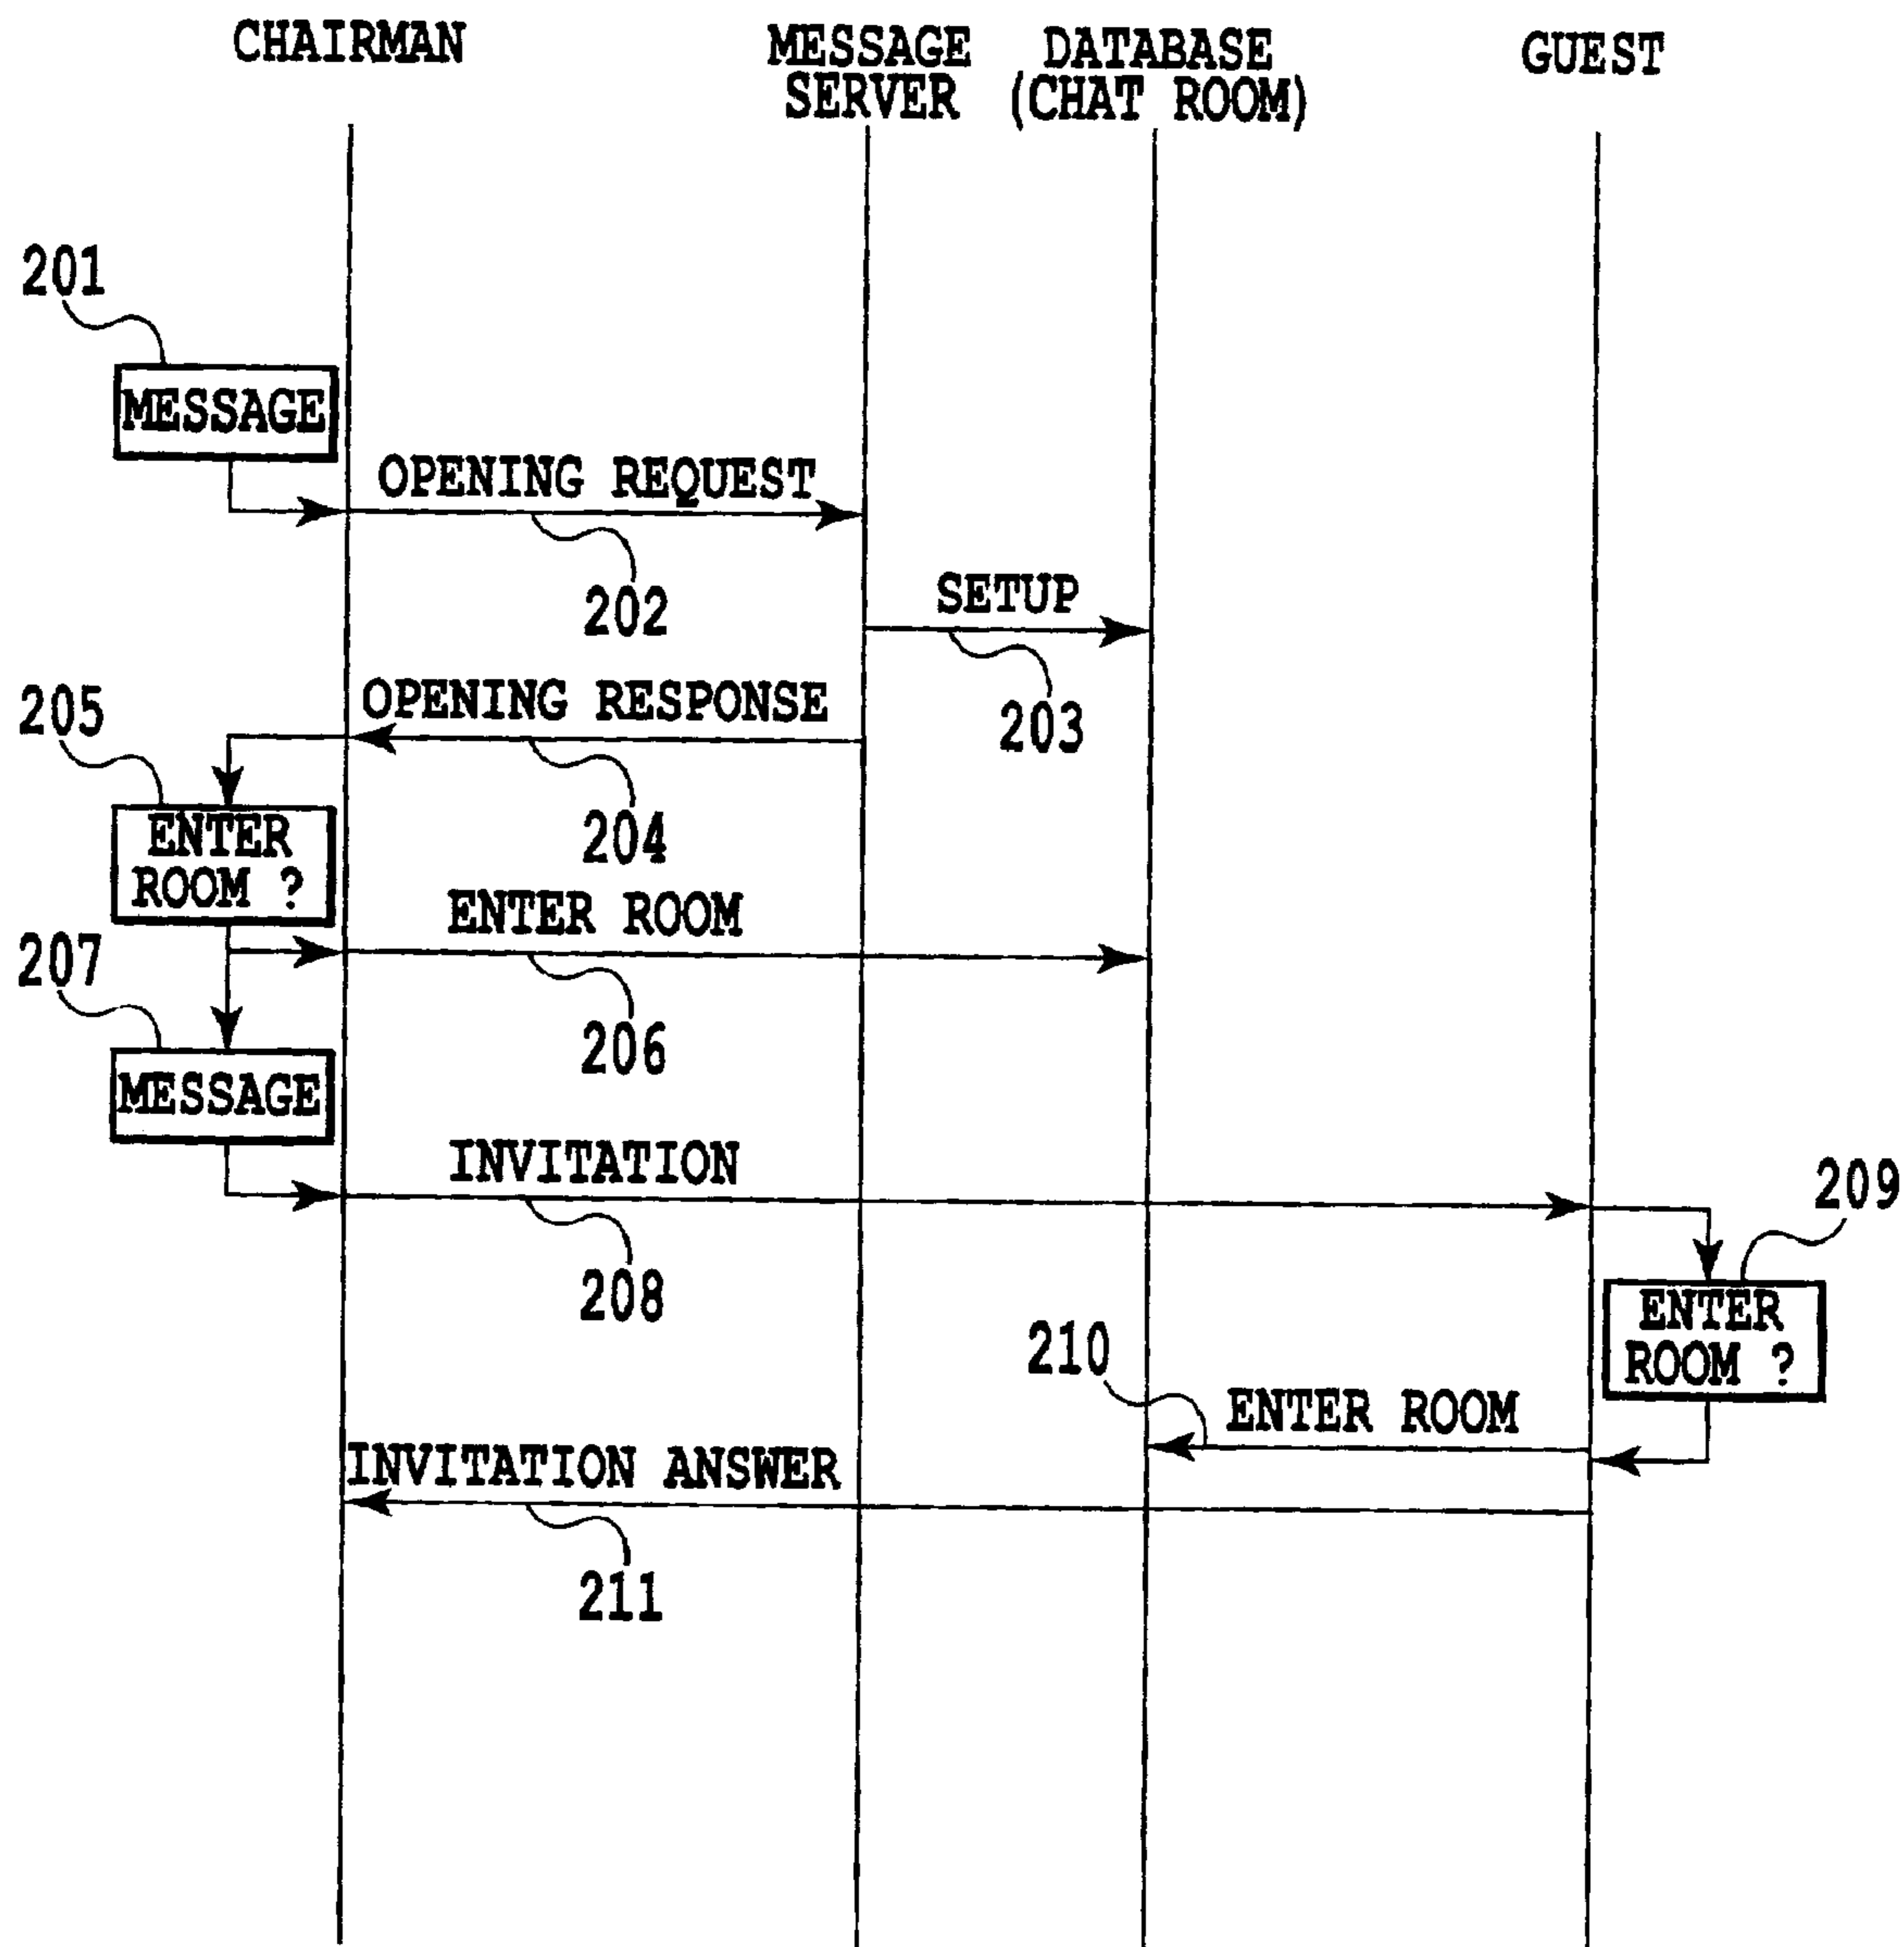 CHAIRMAN
MESSAGE
SERVER
DATABASE
(CHAT ROOM)
GUEST
201
MESSAGE
OPENING REQUEST
202
SETUP
203
OPENING RESPONSE
204
205
ENTER
ROOM ?
ENTER ROOM
206
207
MESSAGE
INVITATION
208
209
ENTER
ROOM ?
210
ENTER ROOM
INVITATION ANSWER
211